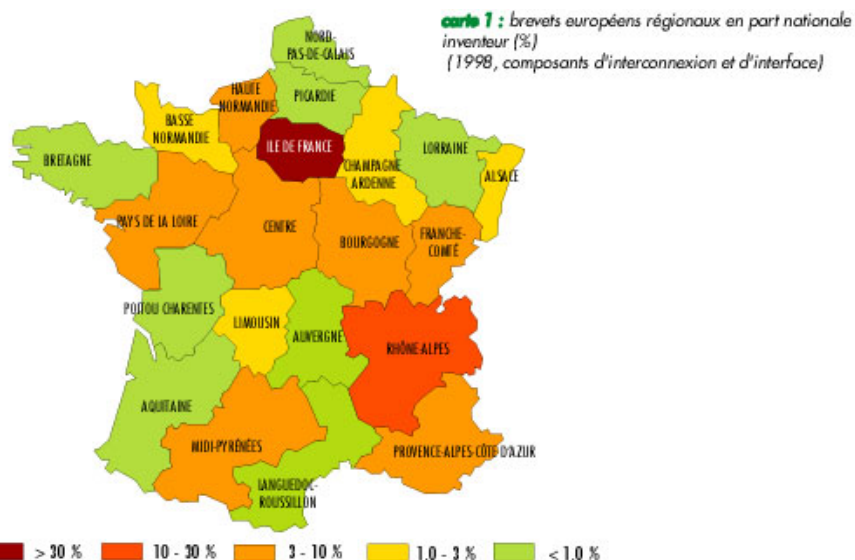 carte 1 : brevets européens régionaux en part nationale
inventeur (%)
(1998, composants d'interconnexion et d'interface)
NORD-
PAS-DE-CALAIS
HAUTE
NORMANDIE
PICARDIE
BASSE
NORMANDIE
ILE DE FRANCE
LORRAINE
BRETAGNE
CHAMPAGNE
ARDENNE
ALSACE
PAYS DE LA LOIRE
CENTRE
BOURGOGNE
FRANCHE-
COMTÉ
POITOU CHARENTES
LIMOUSIN
AUVERGNE
RHÔNE-ALPES
AQUITAINE
MIDI-PYRÉNÉES
PROVENCE-ALPES-CÔTE D'AZUR
LANGUEDOC-
ROUSSILLON
> 30 % 10 - 30 % 3 - 10 % 1.0 - 3 % < 1.0 %